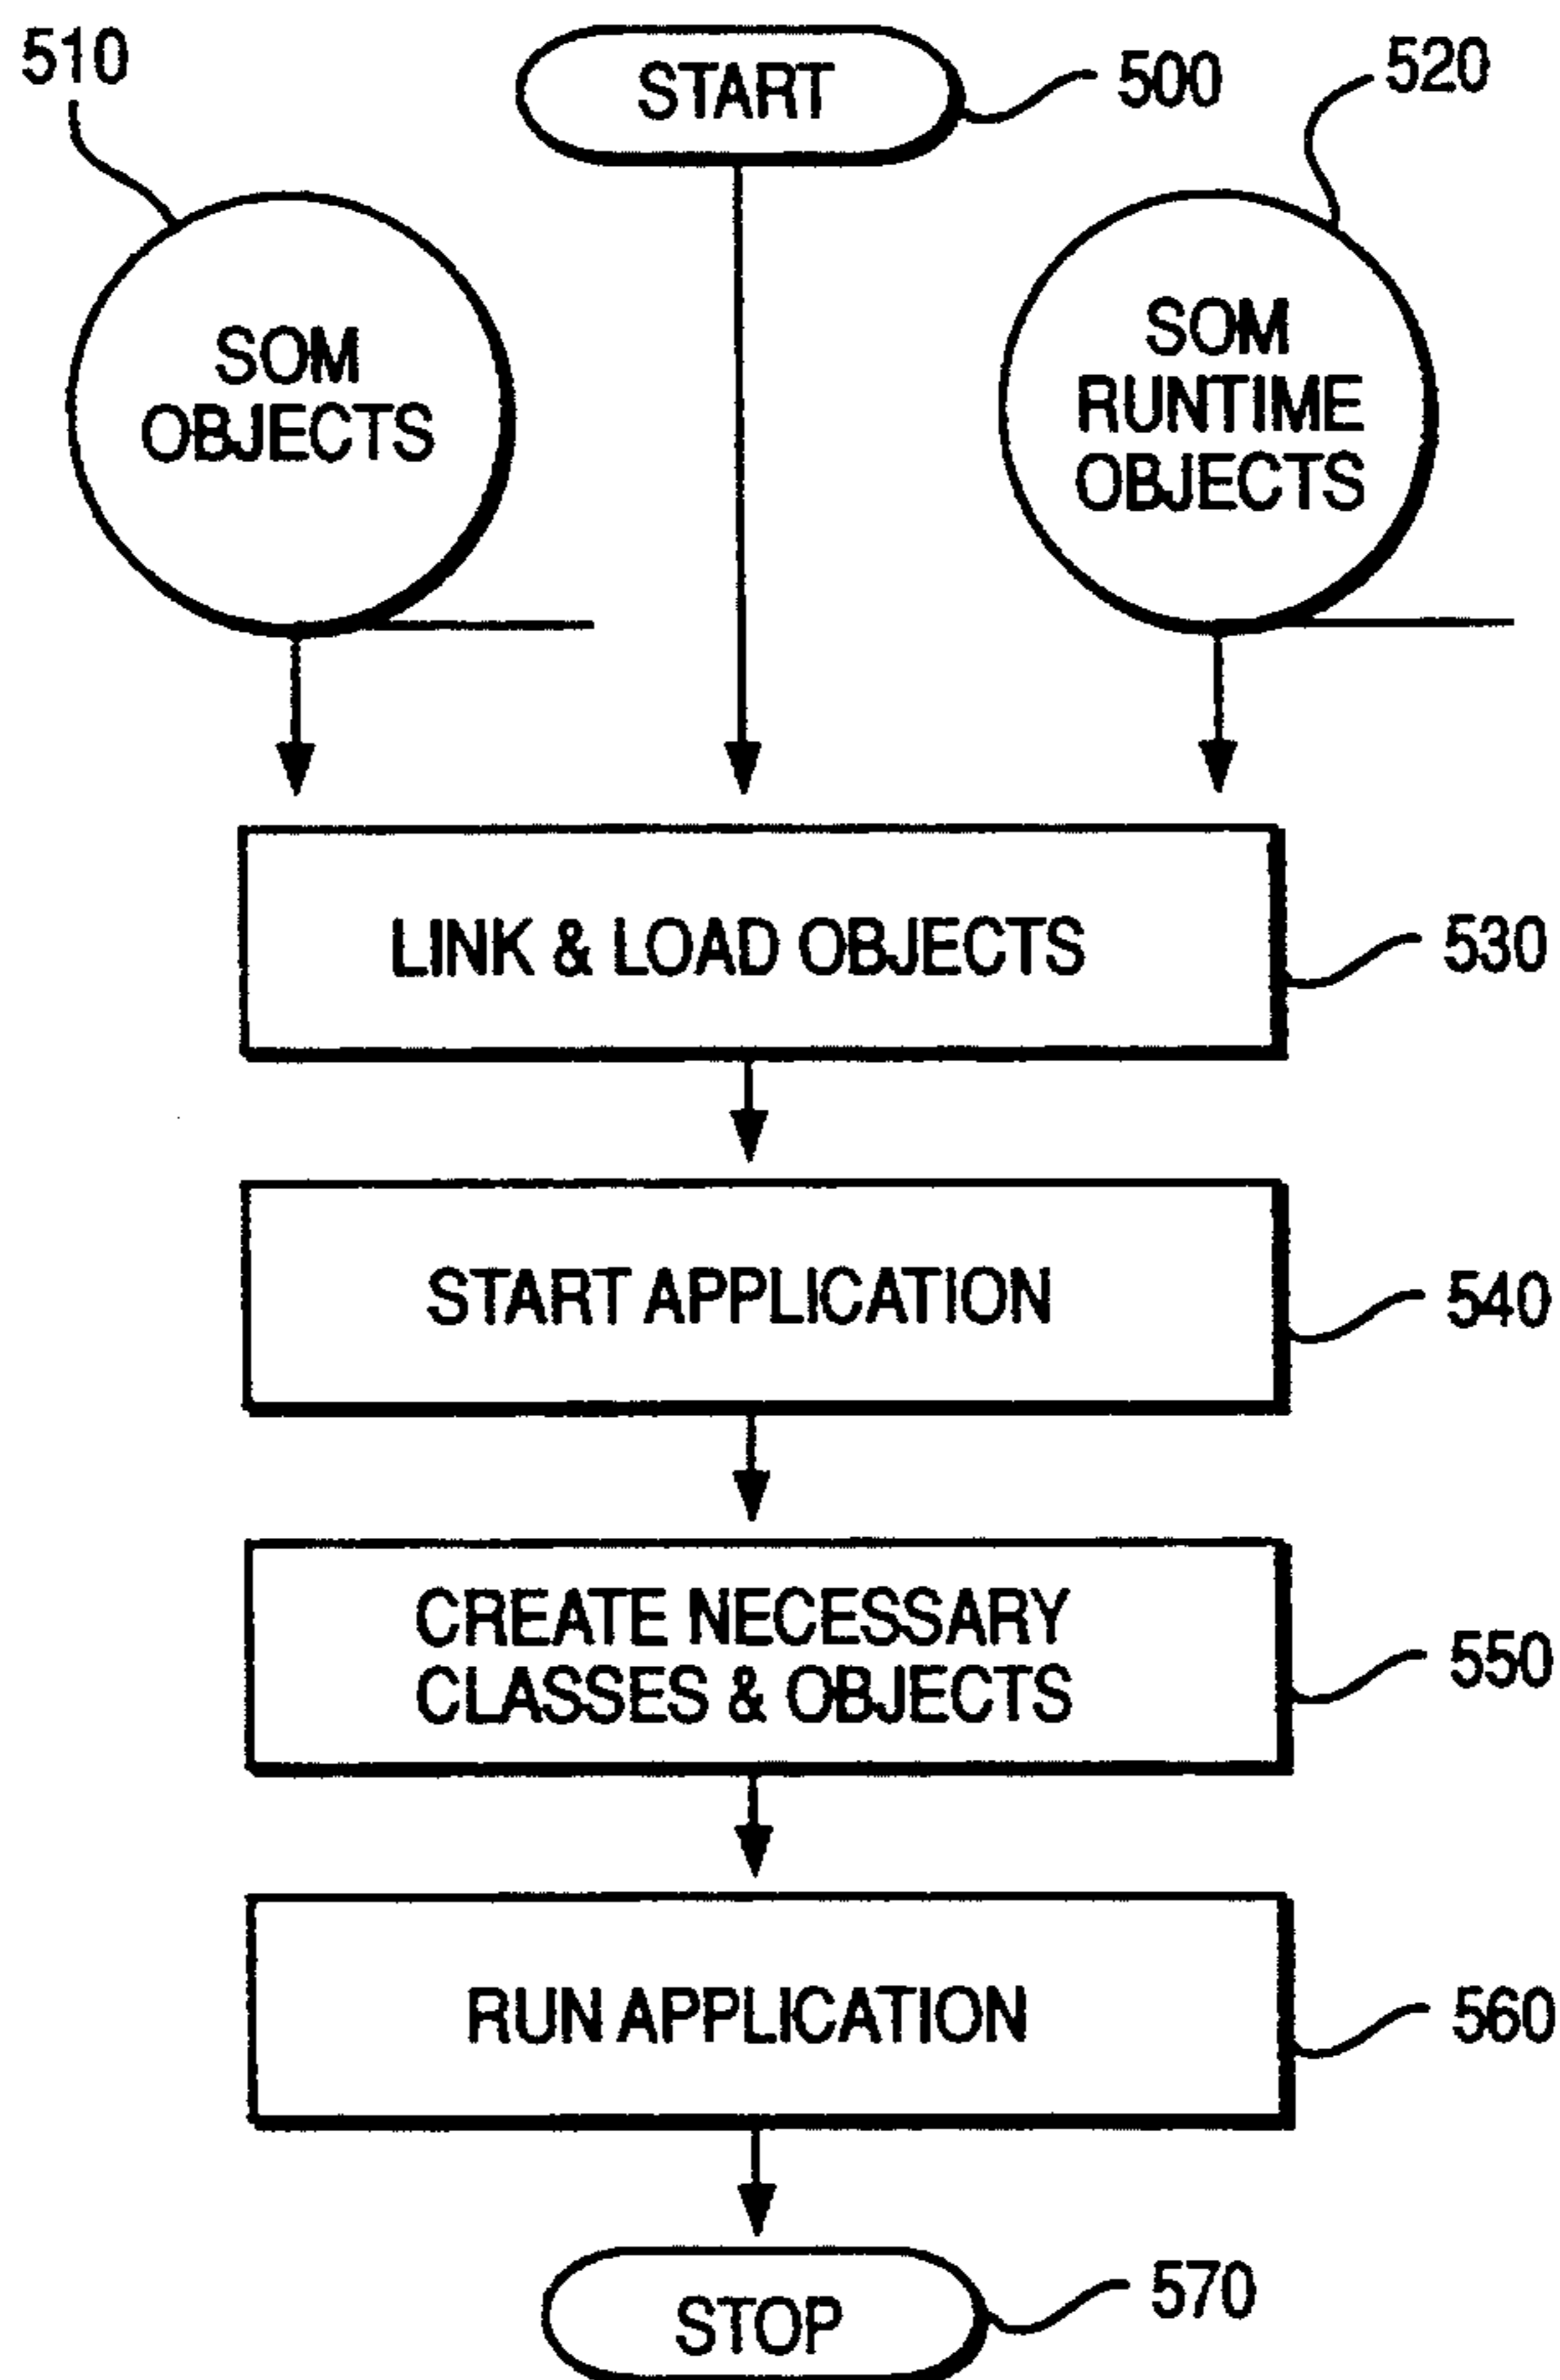 510
START
500
520
SOM
OBJECTS
SOM
RUNTIME
OBJECTS
LINK & LOAD OBJECTS
530
START APPLICATION
540
CREATE NECESSARY
CLASSES & OBJECTS
550
RUN APPLICATION
560
STOP
570